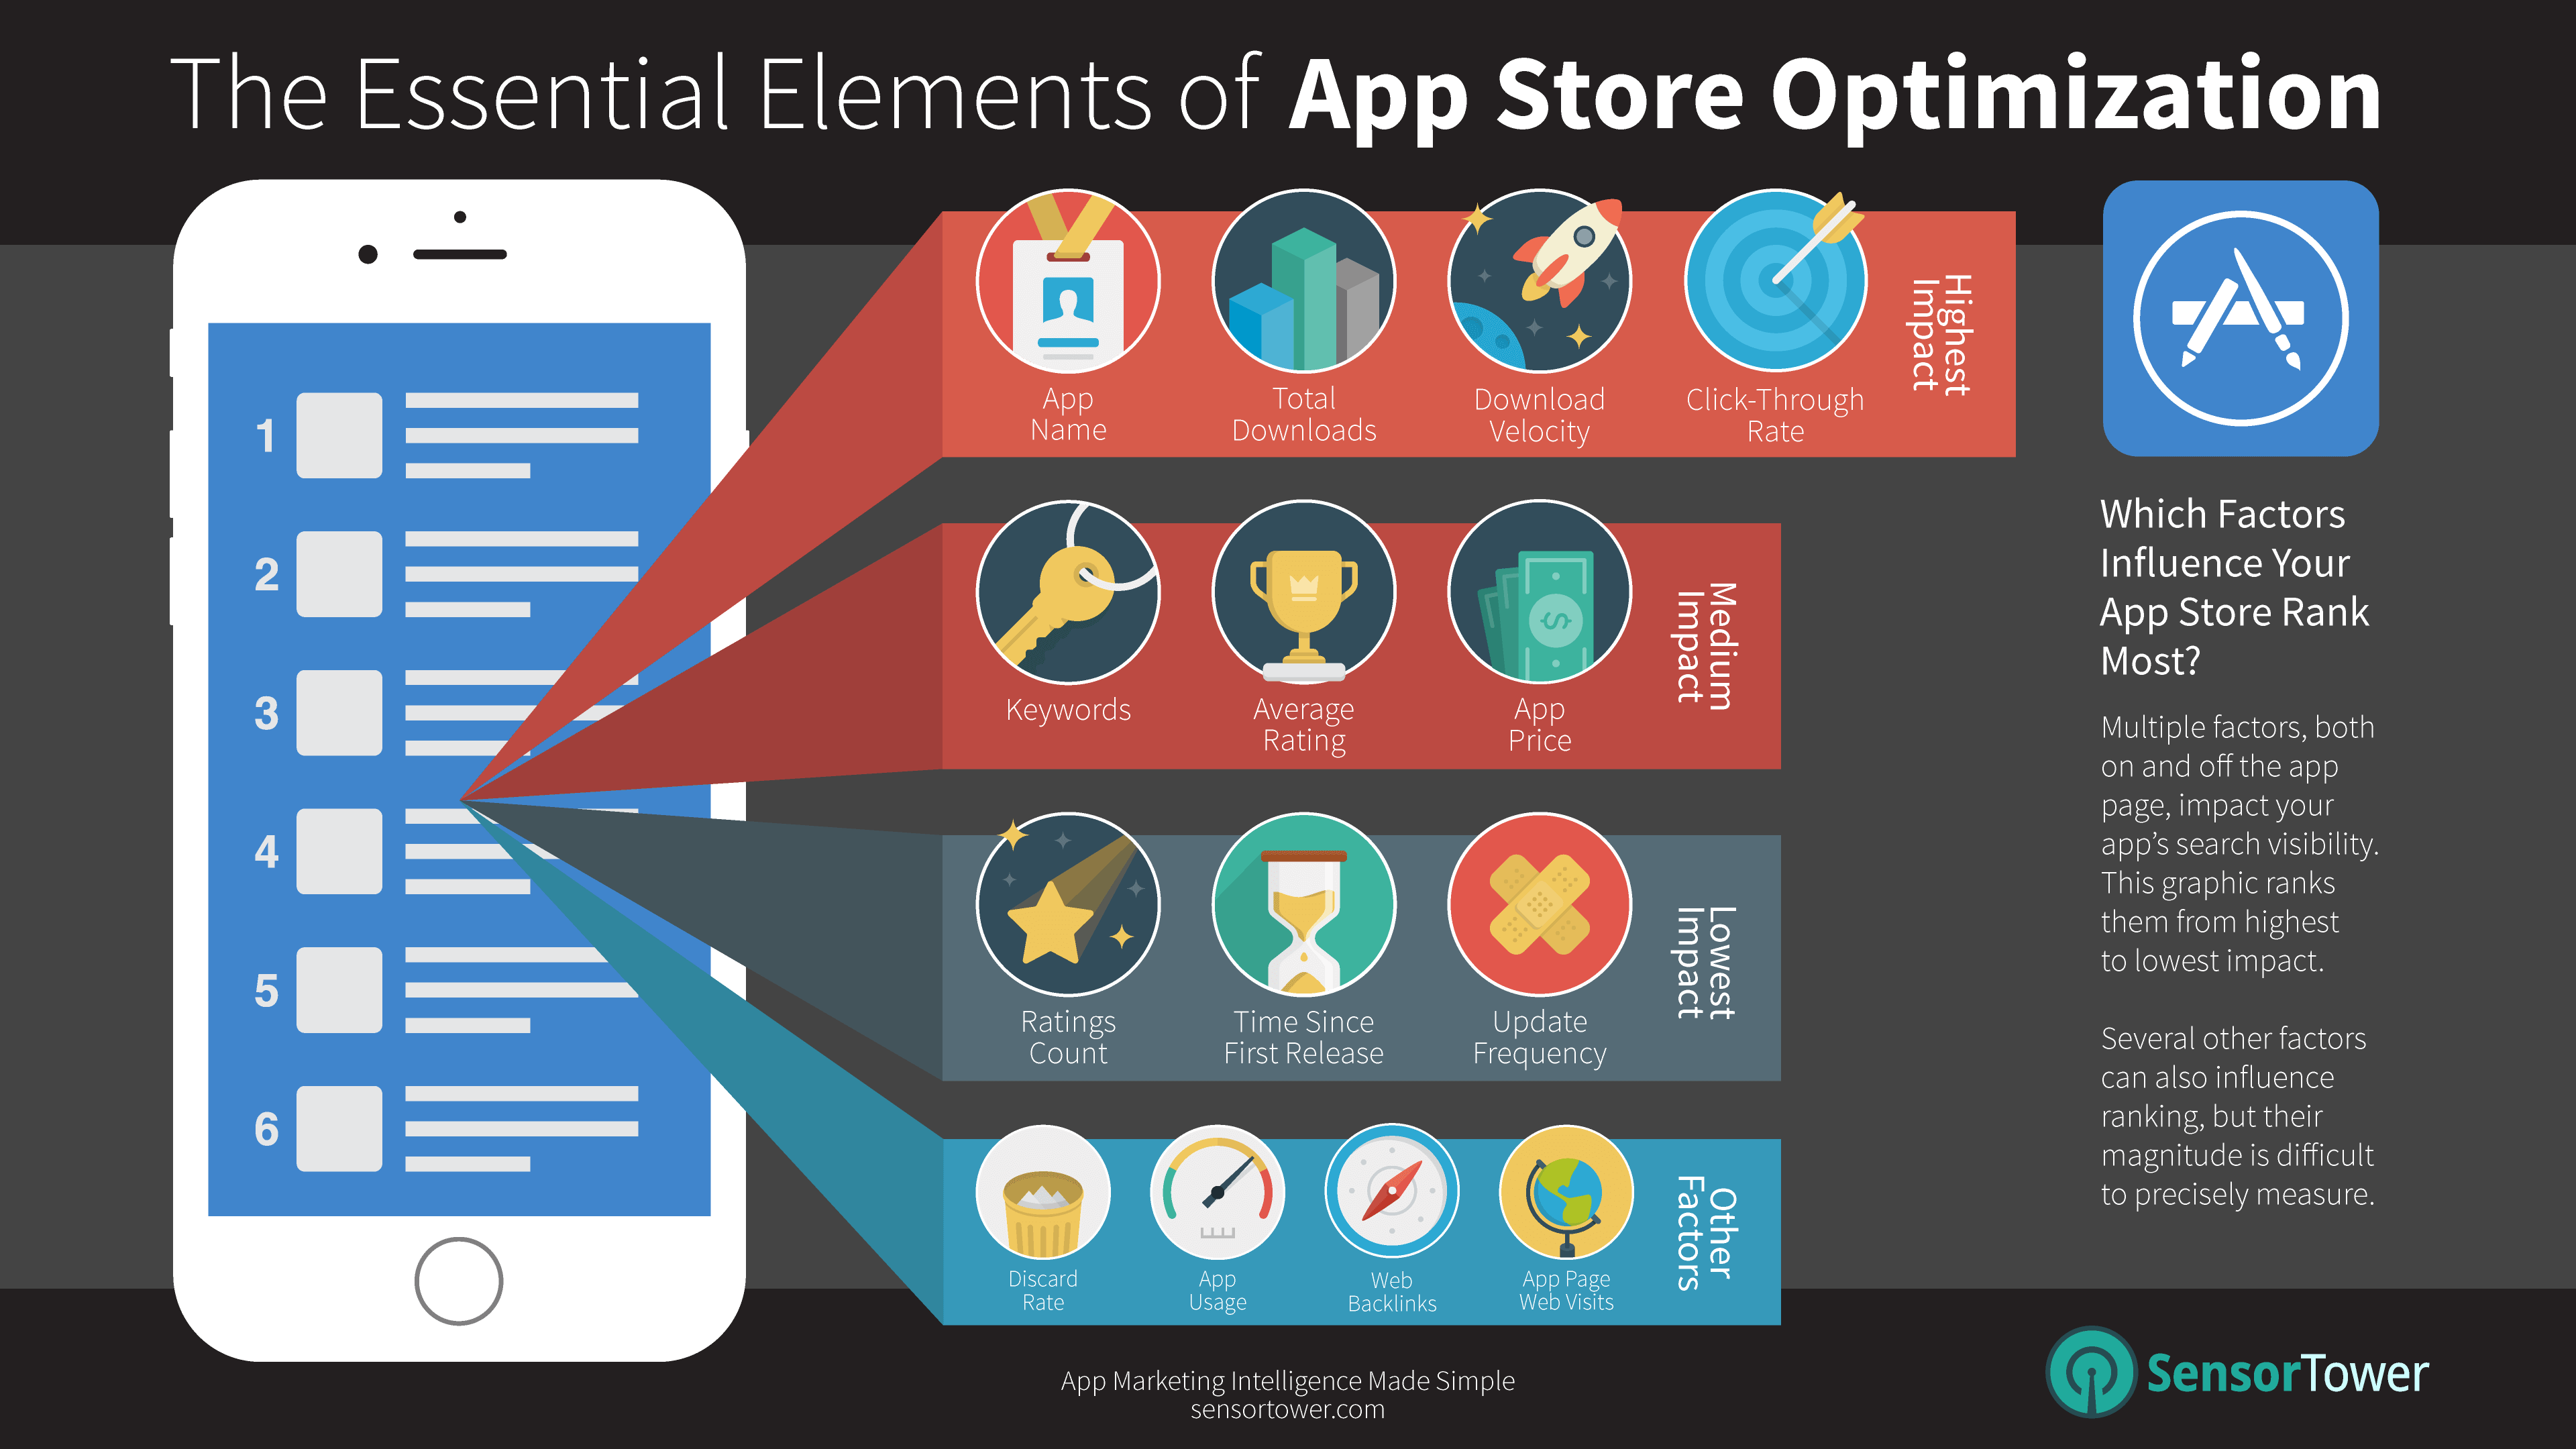 The Essential Elements of App Store Optimization
1
2
3
4
5
6
App
Name
Total
Downloads
Download
Velocity
Click-Through
Rate
Highest
Impact
Keywords
Average
Rating
App
Price
Medium
Impact
Ratings
Count
Time Since
First Release
Update
Frequency
Lowest
Impact
Discard
Rate
App
Usage
Web
Backlinks
App Page
Web Visits
Other
Factors
Which Factors
Influence Your
App Store Rank
Most?
Multiple factors, both
on and off the app
page, impact your
app’s search visibility.
This graphic ranks
them from highest
to lowest impact.
Several other factors
can also influence
ranking, but their
magnitude is difficult
to precisely measure.
App Marketing Intelligence Made Simple
sensortower.com
SensorTower